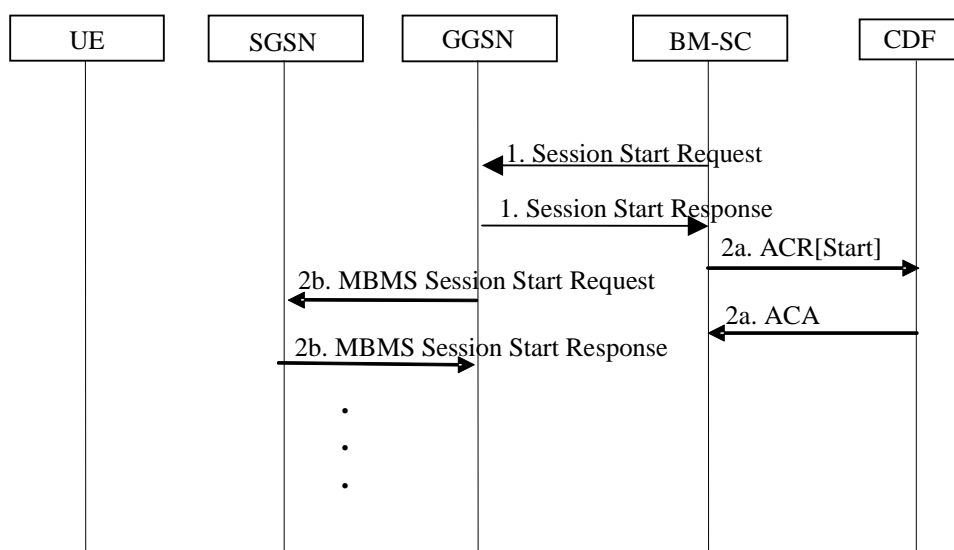 UE
SGSN
GGSN
BM-SC
CDF
1. Session Start Request
1. Session Start Response
2a. ACR[Start]
2b. MBMS Session Start Request
2a. ACA
2b. MBMS Session Start Response